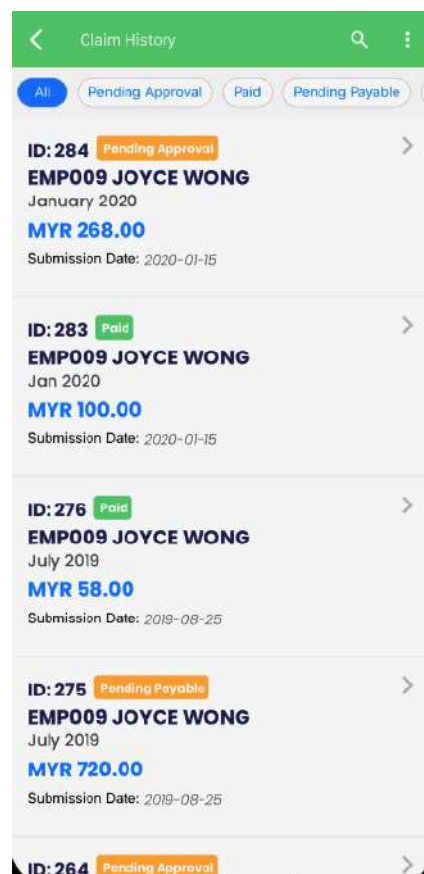 Claim History
All Pending Approval Paid Pending Payable
ID: 284 Pending Approval
EMP009 JOYCE WONG
January 2020
MYR 268.00
Submission Date: 2020-01-15
ID: 283 Paid
EMP009 JOYCE WONG
Jan 2020
MYR 100.00
Submission Date: 2020-01-15
ID: 276 Paid
EMP009 JOYCE WONG
July 2019
MYR 58.00
Submission Date: 2019-08-25
ID: 275 Pending Payable
EMP009 JOYCE WONG
July 2019
MYR 720.00
Submission Date: 2019-08-25
ID: 264 Pending Approval